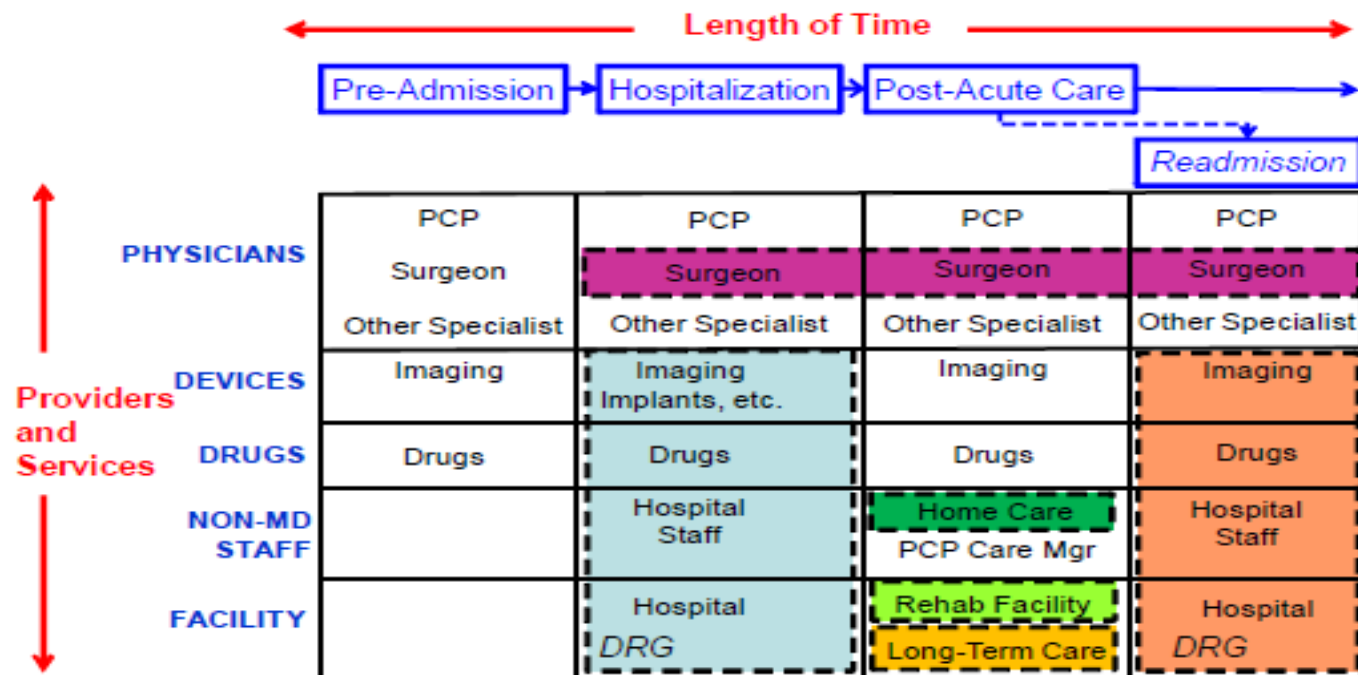 Length of Time
Pre-Admission
Hospitalization
Post-Acute Care
Readmission
Providers
and
Services
PHYSICIANS
PCP
PCP
PCP
PCP
Surgeon
Surgeon
Surgeon
Surgeon
Other Specialist
Other Specialist
Other Specialist
Other Specialist
DEVICES
Imaging
Imaging
Implants, etc.
Imaging
Imaging
DRUGS
Drugs
Drugs
Drugs
Drugs
NON-MD
STAFF
Hospital
Staff
Home Care
PCP Care Mgr
Hospital
Staff
FACILITY
Hospital
DRG
Rehab Facility
Long-Term Care
Hospital
DRG